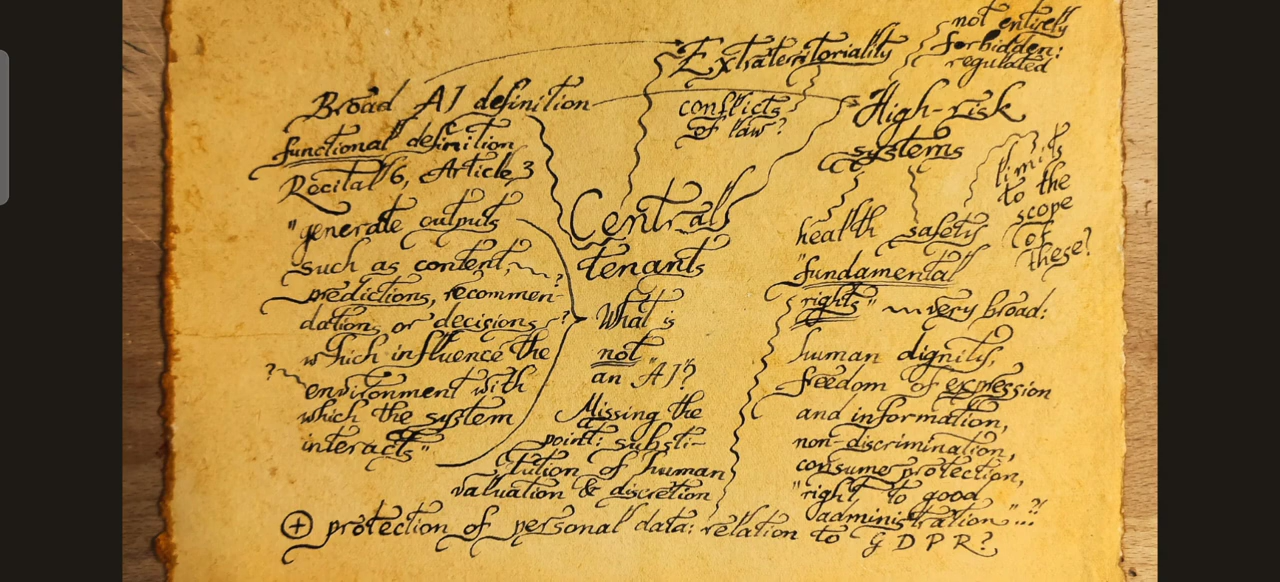 not entirely
forbidden:
regulated
Extraterritoriality
conflicts
of law?
Broad AI definition
functional definition
Recital 6, Article 3
"generate outputs
such as content, ?
predictions, recommen-
dations or decisions ?
which influence the
? environment with
which the system
interacts"
Central
tenants
What is
not
an "AI"?
Missing the
point: substi-
tution of human
valuation & discretion
High-risk
systems
limits
to the
scope
of
these?
health safety
"fundamental
rights" very broad:
human dignity,
freedom of expression
and information,
non-discrimination,
consumer protection,
"right to good
administration"...?!
+ protection of personal data: relation to GDPR?